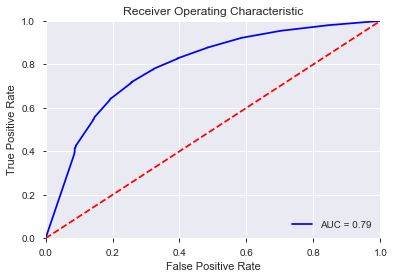 Receiver Operating Characteristic
True Positive Rate
1.0
0.8
0.6
0.4
0.2
0.0
AUC = 0.79
0.0 0.2 0.4 0.6 0.8 1.0
False Positive Rate